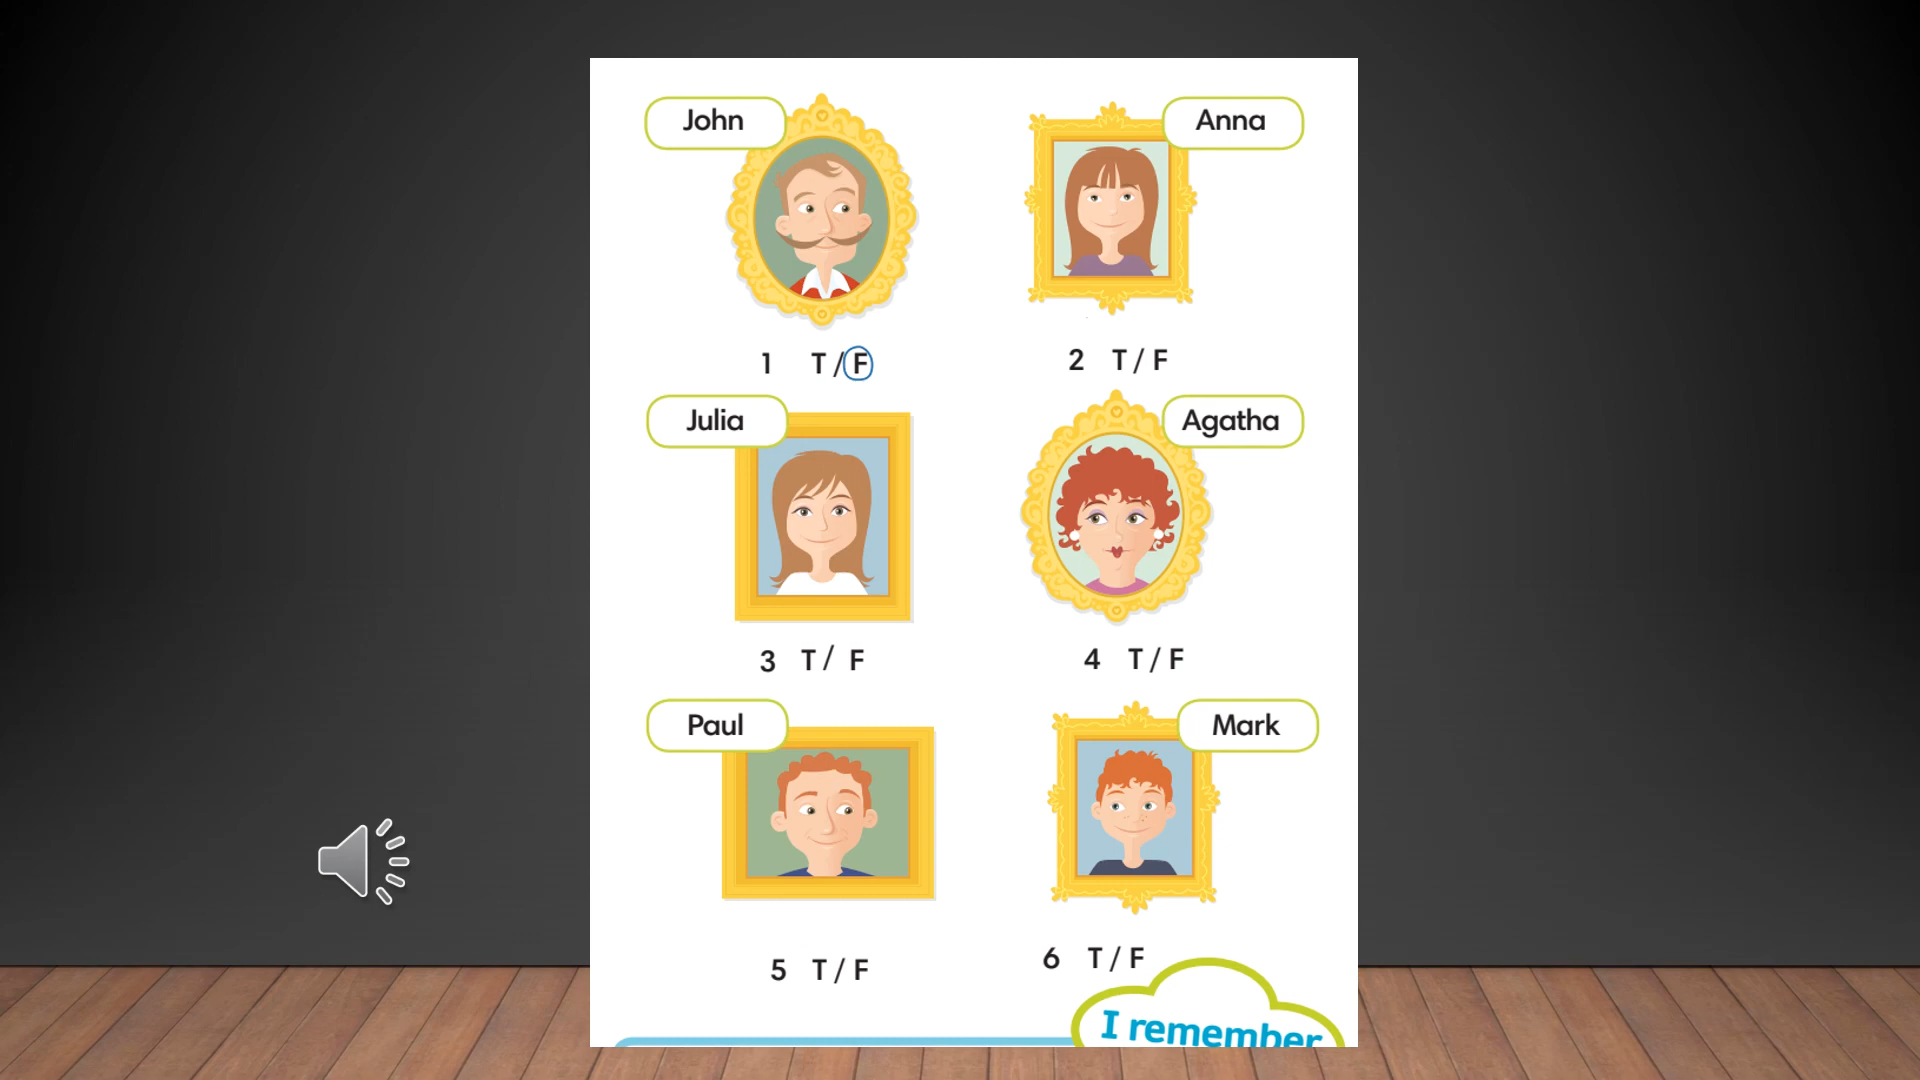 John
Anna
1 T / F
2 T / F
Julia
Agatha
3 T / F
4 T / F
Paul
Mark
5 T / F
6 T / F
I remember